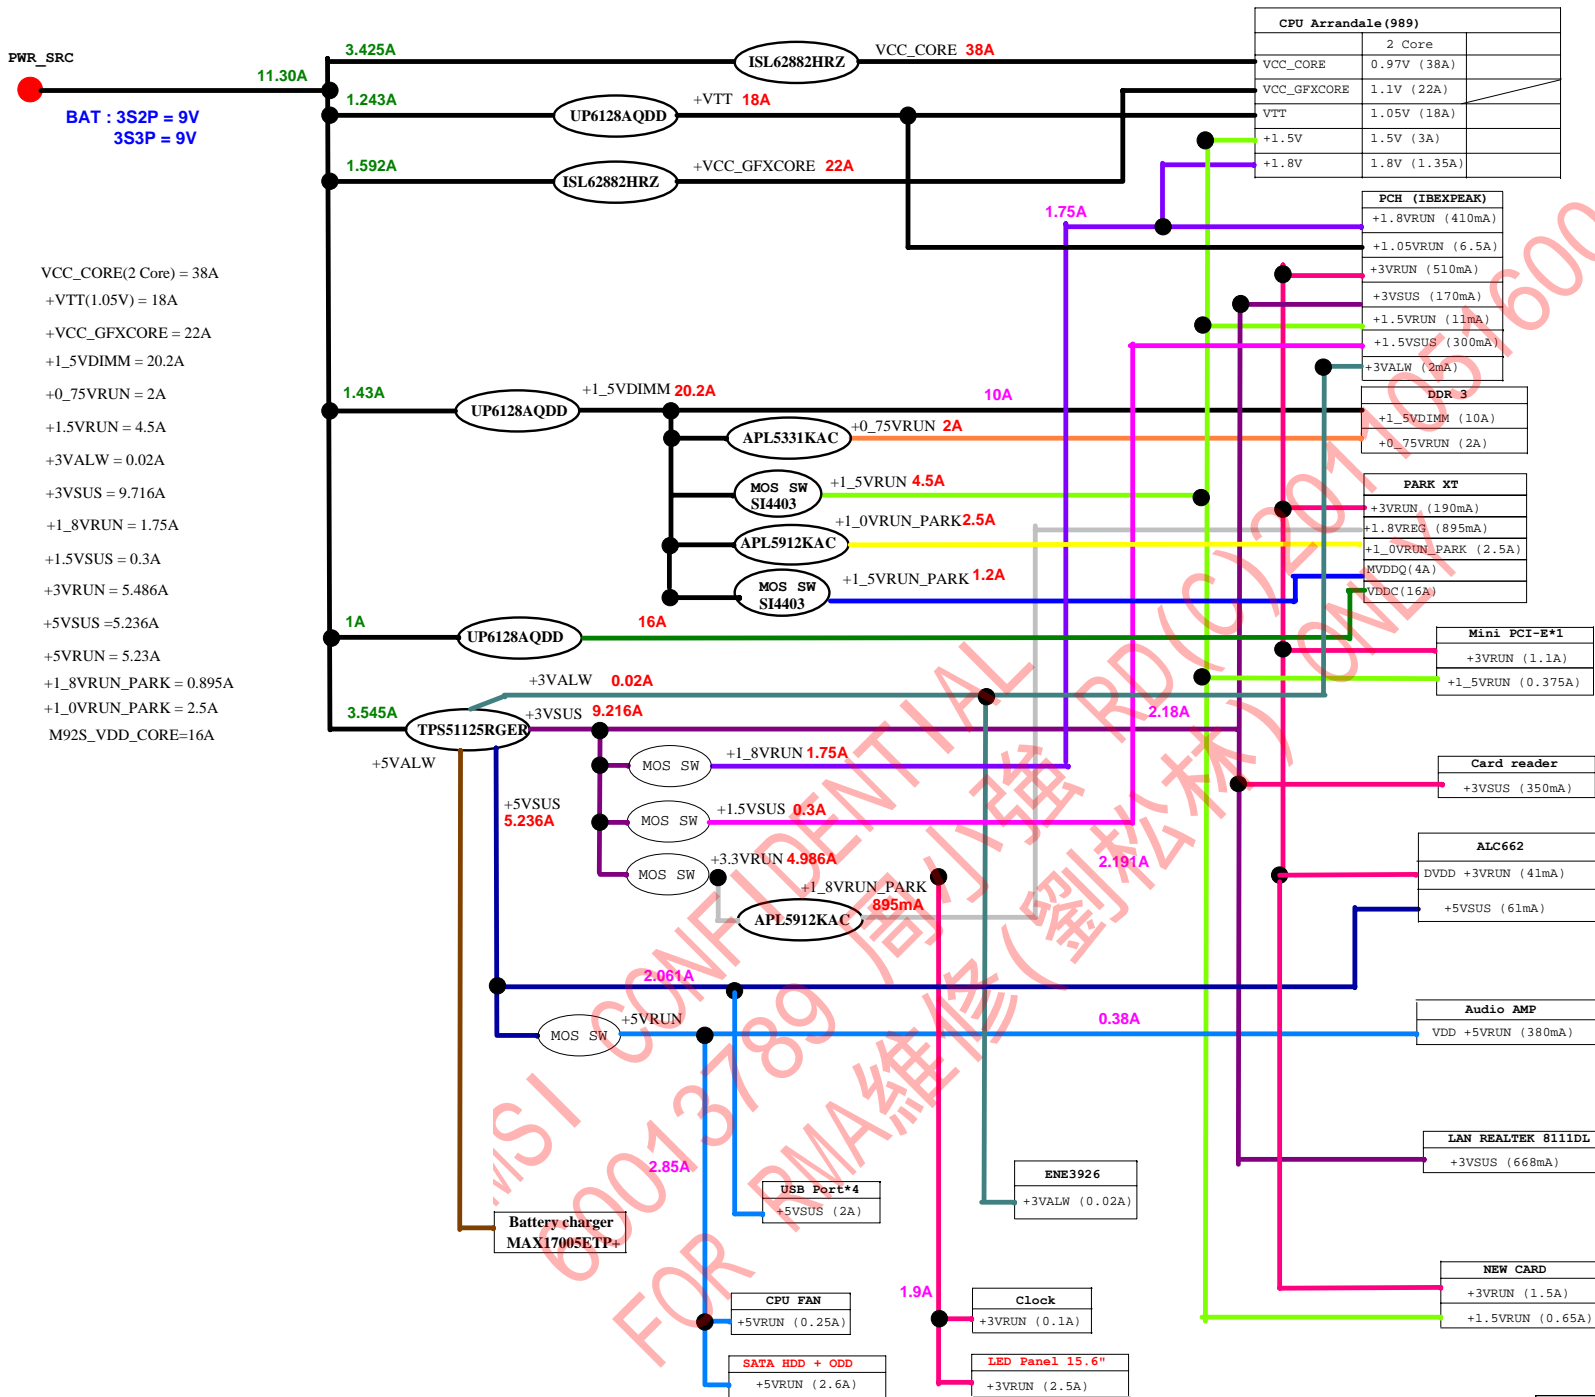 PWR_SRC
BAT : 3S2P = 9V
3S3P = 9V
11.30A
3.425A
ISL62882HRZ
VCC_CORE 38A
1.243A
UP6128AQDD
+VTT 18A
1.592A
ISL62882HRZ
+VCC_GFXCORE 22A
CPU Arrandale(989)
2 Core
VCC_CORE 0.97V (38A)
VCC_GFXCORE 1.1V (22A)
VTT 1.05V (18A)
+1.5V 1.5V (3A)
+1.8V 1.8V (1.35A)
PCH (IBEXPEAK)
+1.8VRUN (410mA)
+1.05VRUN (6.5A)
+3VRUN (510mA)
+3VSUS (170mA)
+1.5VRUN (11mA)
+1.5VSUS (300mA)
+3VALW (2mA)
1.75A
VCC_CORE(2 Core) = 38A
+VTT(1.05V) = 18A
+VCC_GFXCORE = 22A
+1_5VDIMM = 20.2A
+0_75VRUN = 2A
+1.5VRUN = 4.5A
+3VALW = 0.02A
+3VSUS = 9.716A
+1_8VRUN = 1.75A
+1.5VSUS = 0.3A
+3VRUN = 5.486A
+5VSUS =5.236A
+5VRUN = 5.23A
+1_8VRUN_PARK = 0.895A
+1_0VRUN_PARK = 2.5A
M92S_VDD_CORE=16A
1.43A
UP6128AQDD
+1_5VDIMM 20.2A
10A
APL5331KAC
+0_75VRUN 2A
MOS SW
SI4403
+1_5VRUN 4.5A
APL5912KAC
+1_0VRUN_PARK 2.5A
MOS SW
SI4403
+1_5VRUN_PARK 1.2A
DDR 3
+1_5VDIMM (10A)
+0_75VRUN (2A)
PARK XT
+3VRUN (190mA)
+1.8VREG (895mA)
+1_0VRUN_PARK (2.5A)
MVDDQ(4A)
VDDC(16A)
1A
UP6128AQDD
16A
Mini PCI-E*1
+3VRUN (1.1A)
+1_5VRUN (0.375A)
3.545A
TPS51125RGER
+3VALW 0.02A
+3VSUS 9.216A
+5VALW
+5VSUS
5.236A
2.18A
MOS SW
+1_8VRUN 1.75A
MOS SW
+1.5VSUS 0.3A
MOS SW
+3.3VRUN 4.986A
APL5912KAC
+1_8VRUN_PARK
895mA
2.191A
Card reader
+3VSUS (350mA)
ALC662
DVDD +3VRUN (41mA)
+5VSUS (61mA)
2.061A
MOS SW
+5VRUN
0.38A
Audio AMP
VDD +5VRUN (380mA)
LAN REALTEK 8111DL
+3VSUS (668mA)
2.85A
USB Port*4
+5VSUS (2A)
ENE3926
+3VALW (0.02A)
Battery charger
MAX17005ETP+
NEW CARD
+3VRUN (1.5A)
+1.5VRUN (0.65A)
CPU FAN
+5VRUN (0.25A)
1.9A
Clock
+3VRUN (0.1A)
SATA HDD + ODD
+5VRUN (2.6A)
LED Panel 15.6"
+3VRUN (2.5A)
MSI CONFIDENTIAL
60013789 周小強 RD(C)2011051600
FOR RMA維修(劉松林) ONLY